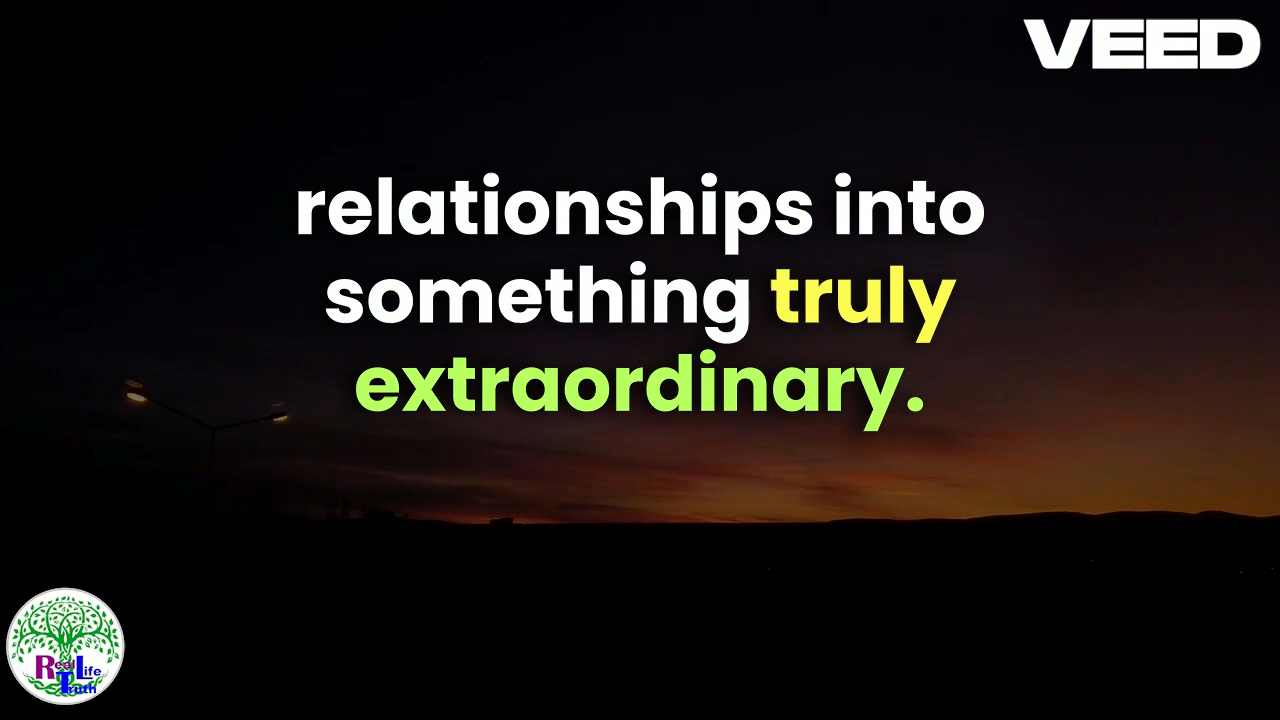 VEED
relationships into
something truly
extraordinary.
Real Life
Truth